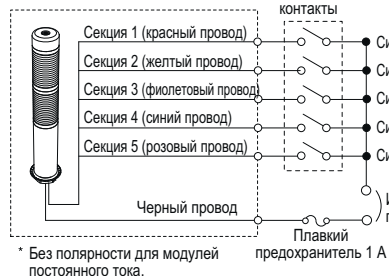 контакты
Секция 1 (красный провод)
Секция 2 (желтый провод)
Секция 3 (фиолетовый провод)
Секция 4 (синий провод)
Секция 5 (розовый провод)
Черный провод
Плавкий
предохранитель 1 А
* Без полярности для модулей
постоянного тока.